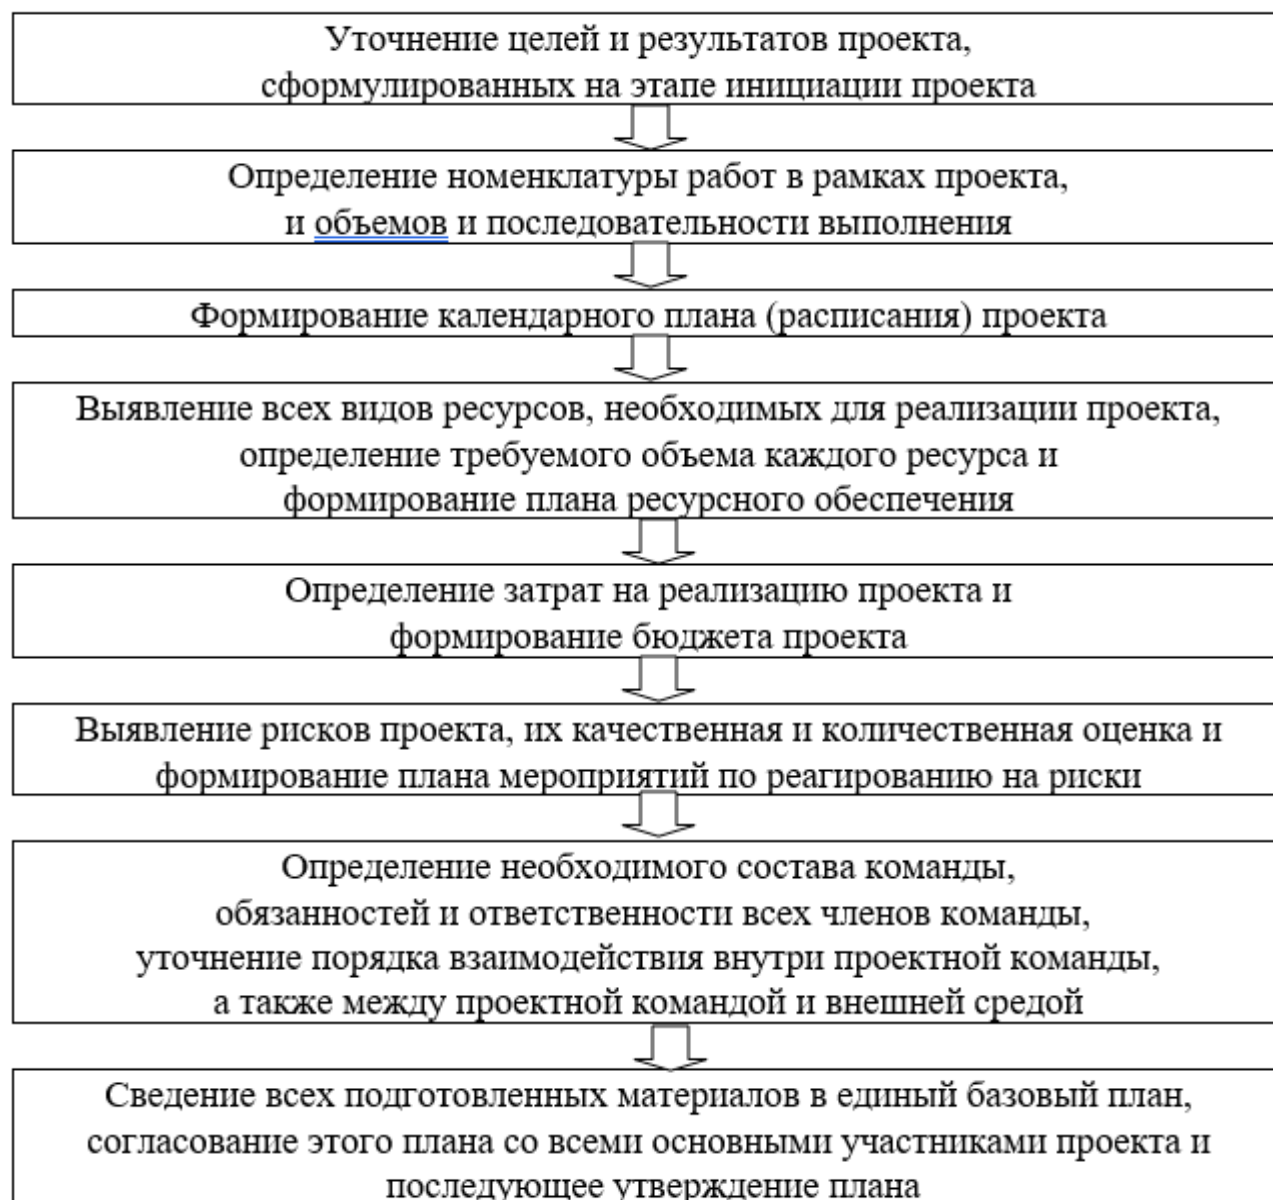 Уточнение целей и результатов проекта,
сформулированных на этапе инициации проекта
Определение номенклатуры работ в рамках проекта,
и объемов и последовательности выполнения
Формирование календарного плана (расписания) проекта
Выявление всех видов ресурсов, необходимых для реализации проекта,
определение требуемого объема каждого ресурса и
формирование плана ресурсного обеспечения
Определение затрат на реализацию проекта и
формирование бюджета проекта
Выявление рисков проекта, их качественная и количественная оценка и
формирование плана мероприятий по реагированию на риски
Определение необходимого состава команды,
обязанностей и ответственности всех членов команды,
уточнение порядка взаимодействия внутри проектной команды,
а также между проектной командой и внешней средой
Сведение всех подготовленных материалов в единый базовый план,
согласование этого плана со всеми основными участниками проекта и
последующее утверждение плана